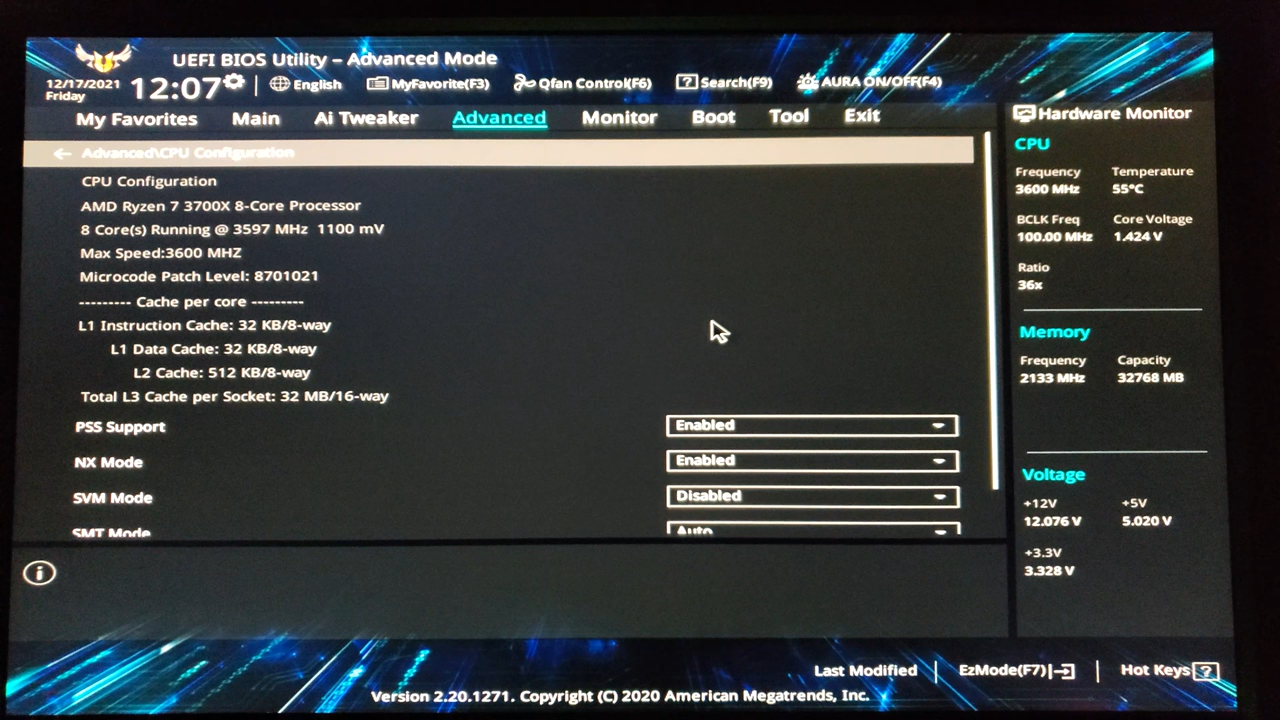 UEFI BIOS Utility – Advanced Mode
12/17/2021
Friday
12:07
English
MyFavorite(F3)
Qfan Control(F6)
? Search(F9)
AURA ON/OFF(F4)
My Favorites Main Ai Tweaker Advanced Monitor Boot Tool Exit
← Advanced\CPU Configuration
CPU Configuration
AMD Ryzen 7 3700X 8-Core Processor
8 Core(s) Running @ 3597 MHz 1100 mV
Max Speed:3600 MHZ
Microcode Patch Level: 8701021
--------- Cache per core ---------
L1 Instruction Cache: 32 KB/8-way
L1 Data Cache: 32 KB/8-way
L2 Cache: 512 KB/8-way
Total L3 Cache per Socket: 32 MB/16-way
PSS Support Enabled
NX Mode Enabled
SVM Mode Disabled
SMT Mode Auto
Hardware Monitor
CPU
Frequency Temperature
3600 MHz 55°C
BCLK Freq Core Voltage
100.00 MHz 1.424 V
Ratio
36x
Memory
Frequency Capacity
2133 MHz 32768 MB
Voltage
+12V +5V
12.076 V 5.020 V
+3.3V
3.328 V
i
Last Modified EzMode(F7) Hot Keys ?
Version 2.20.1271. Copyright (C) 2020 American Megatrends, Inc.